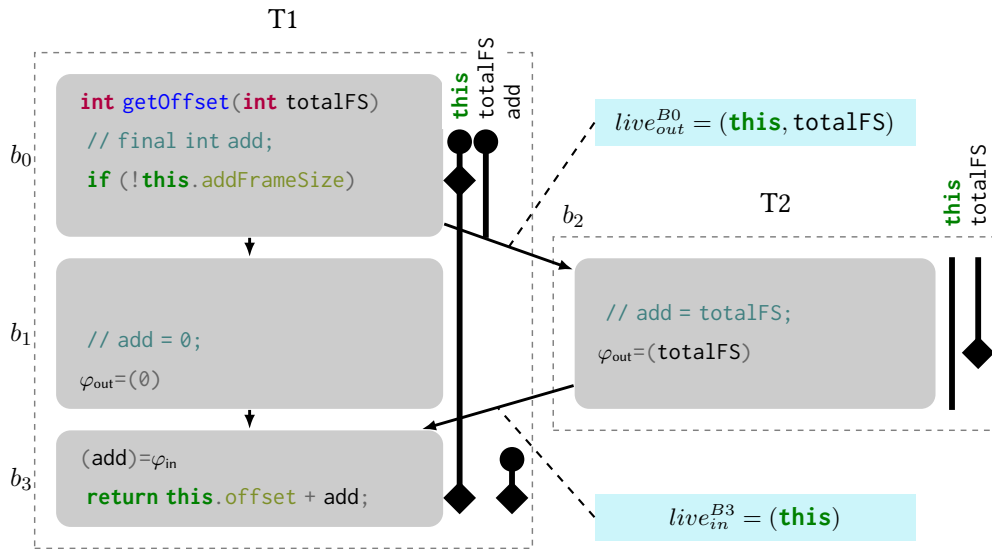 T1
this
totalFS
add
b0
int getOffset(int totalFS)
// final int add;
if (!this.addFrameSize)
live_out^B0 = (this, totalFS)
b2
T2
this
totalFS
b1
// add = 0;
φout=(0)
// add = totalFS;
φout=(totalFS)
b3
(add)=φin
return this.offset + add;
live_in^B3 = (this)